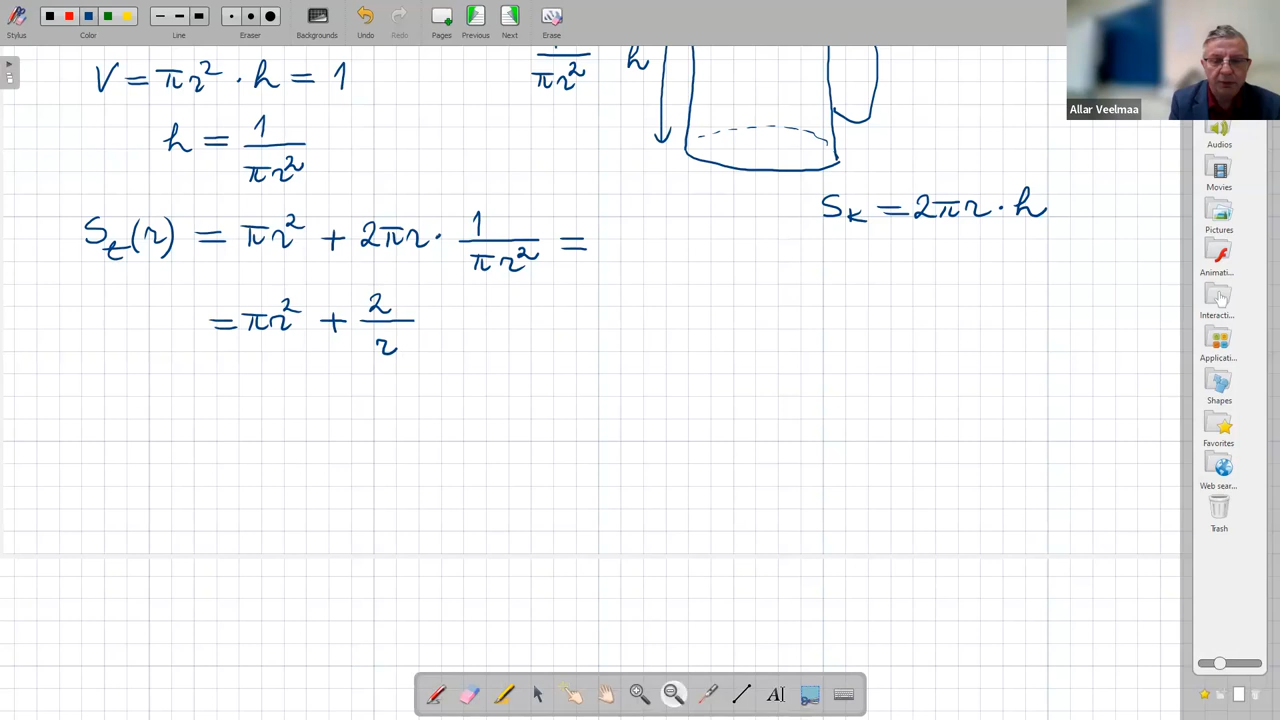 Stylus Color Line Eraser Backgrounds Undo Redo Pages Previous Next Erase
Allar Veelmaa
V = πr² · h = 1
1/πr² h
h = 1/πr²
S_K = 2πr · h
S_t(r) = πr² + 2πr · 1/πr² =
= πr² + 2/r
Audios
Movies
Pictures
Animati...
Interacti...
Applicati...
Shapes
Favorites
Web sear...
Trash
AI